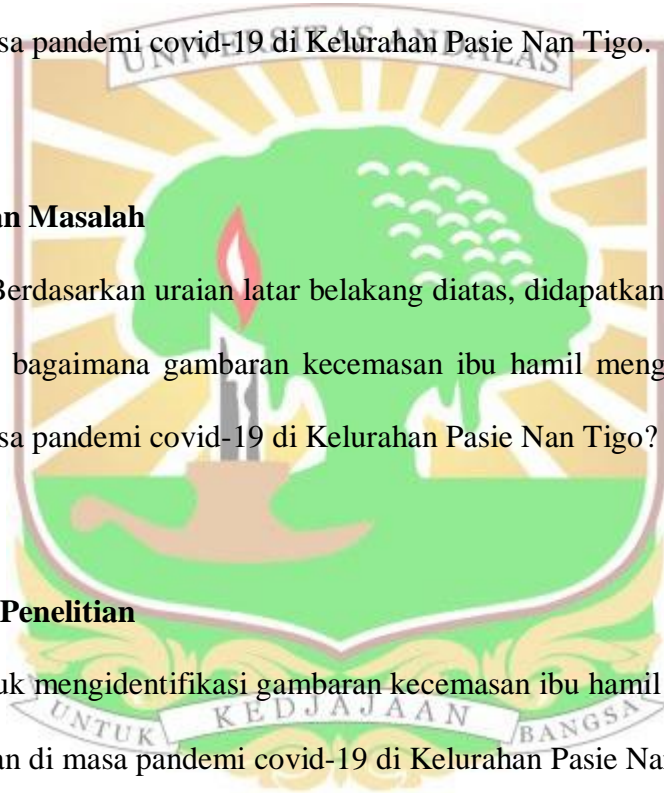 sa pandemi covid-19 di Kelurahan Pasie Nan Tigo.
UNIVERSITAS ANDALAS
an Masalah
Berdasarkan uraian latar belakang diatas, didapatkan
bagaimana gambaran kecemasan ibu hamil meng
sa pandemi covid-19 di Kelurahan Pasie Nan Tigo?
Penelitian
uk mengidentifikasi gambaran kecemasan ibu hamil
UNTUK KEDJAJAAN BANGSA
an di masa pandemi covid-19 di Kelurahan Pasie Na